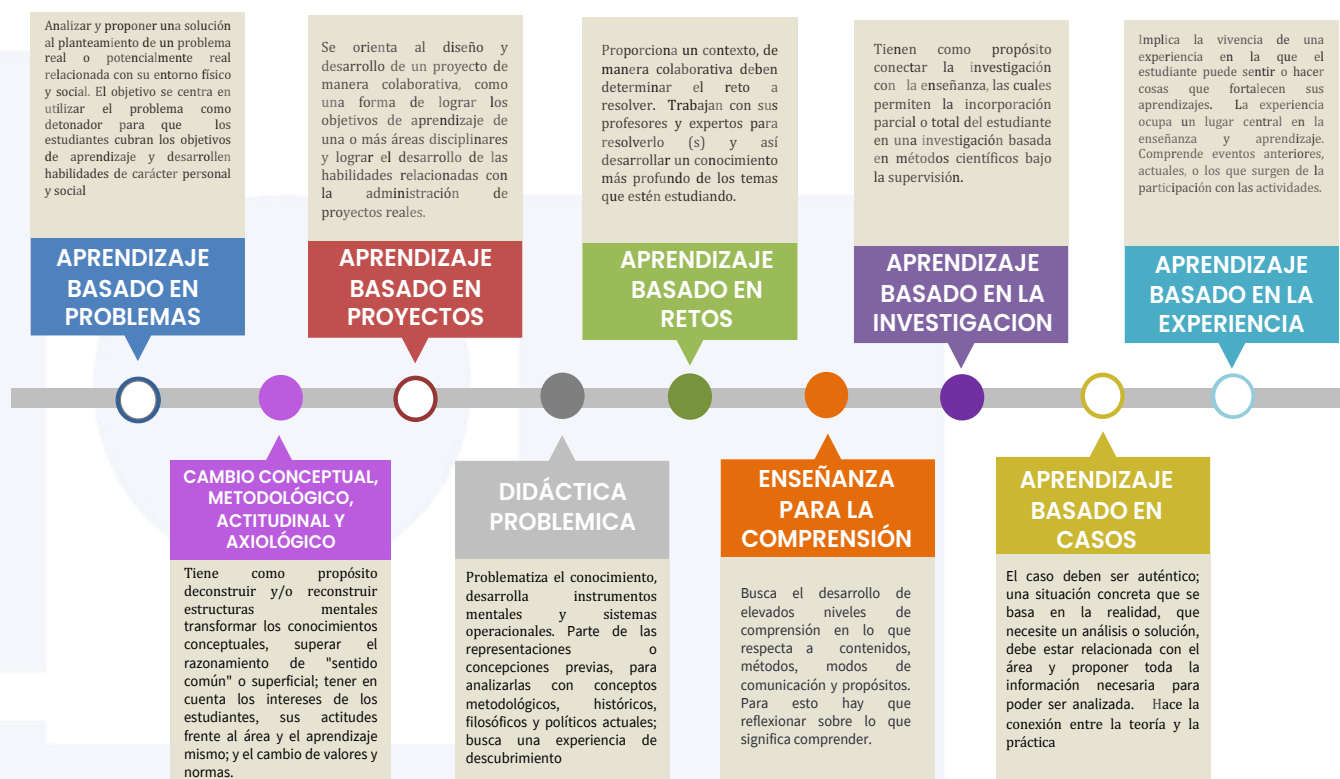 Analizar y proponer una solución
al planteamiento de un problema
real o potencialmente real
relacionada con su entorno físico
y social. El objetivo se centra en
utilizar el problema como
detonador para que los
estudiantes cubran los objetivos
de aprendizaje y desarrollen
habilidades de carácter personal
y social
APRENDIZAJE
BASADO EN
PROBLEMAS
Se orienta al diseño y
desarrollo de un proyecto de
manera colaborativa, como
una forma de lograr los
objetivos de aprendizaje de
una o más áreas disciplinares
y lograr el desarrollo de las
habilidades relacionadas con
la administración de
proyectos reales.
APRENDIZAJE
BASADO EN
PROYECTOS
Proporciona un contexto, de
manera colaborativa deben
determinar el reto a
resolver. Trabajan con sus
profesores y expertos para
resolverlo (s) y así
desarrollar un conocimiento
más profundo de los temas
que estén estudiando.
APRENDIZAJE
BASADO EN
RETOS
Tienen como propósito
conectar la investigación
con la enseñanza, las cuales
permiten la incorporación
parcial o total del estudiante
en una investigación basada
en métodos científicos bajo
la supervisión.
APRENDIZAJE
BASADO EN LA
INVESTIGACION
Implica la vivencia de una
experiencia en la que el
estudiante puede sentir o hacer
cosas que fortalecen sus
aprendizajes. La experiencia
ocupa un lugar central en la
enseñanza y aprendizaje.
Comprende eventos anteriores,
actuales, o los que surgen de la
participación con las actividades.
APRENDIZAJE
BASADO EN LA
EXPERIENCIA
CAMBIO CONCEPTUAL,
METODOLÓGICO,
ACTITUDINAL Y
AXIOLÓGICO
Tiene como propósito
deconstruir y/o reconstruir
estructuras mentales
transformar los conocimientos
conceptuales, superar el
razonamiento de "sentido
común" o superficial; tener en
cuenta los intereses de los
estudiantes, sus actitudes
frente al área y el aprendizaje
mismo; y el cambio de valores y
normas.
DIDÁCTICA
PROBLEMICA
Problematiza el conocimiento,
desarrolla instrumentos
mentales y sistemas
operacionales. Parte de las
representaciones o
concepciones previas, para
analizarlas con conceptos
metodológicos, históricos,
filosóficos y políticos actuales;
busca una experiencia de
descubrimiento
ENSEÑANZA
PARA LA
COMPRENSIÓN
Busca el desarrollo de
elevados niveles de
comprensión en lo que
respecta a contenidos,
métodos, modos de
comunicación y propósitos.
Para esto hay que
reflexionar sobre lo que
significa comprender.
APRENDIZAJE
BASADO EN
CASOS
El caso deben ser auténtico;
una situación concreta que se
basa en la realidad, que
necesite un análisis o solución,
debe estar relacionada con el
área y proponer toda la
información necesaria para
poder ser analizada. Hace la
conexión entre la teoría y la
práctica